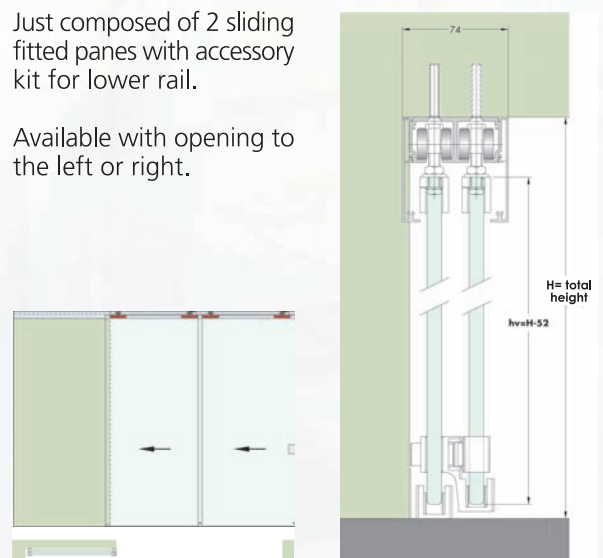 Just composed of 2 sliding
fitted panes with accessory
kit for lower rail.
Available with opening to
the left or right.
74
H= total
height
hv=H-52